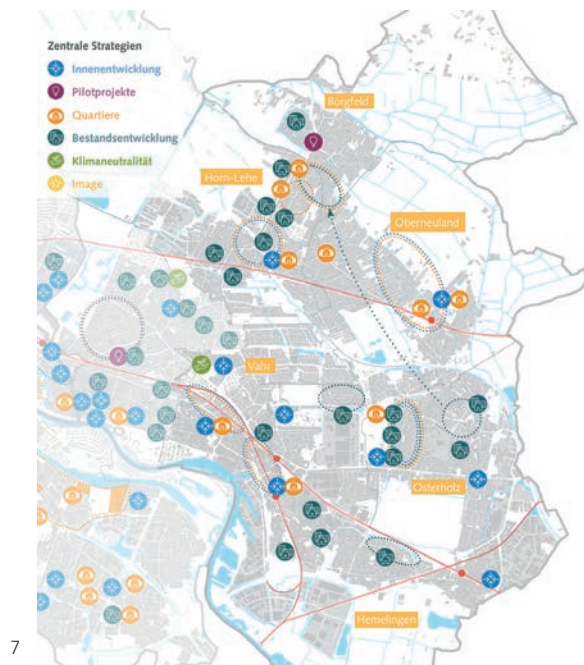 Zentrale Strategien
Innenentwicklung
Pilotprojekte
Quartiere
Bestandsentwicklung
Klimaneutralität
Image
Borgfeld
Horn-Lehe
Oberneuland
Vahr
Osterholz
Hemelingen
7